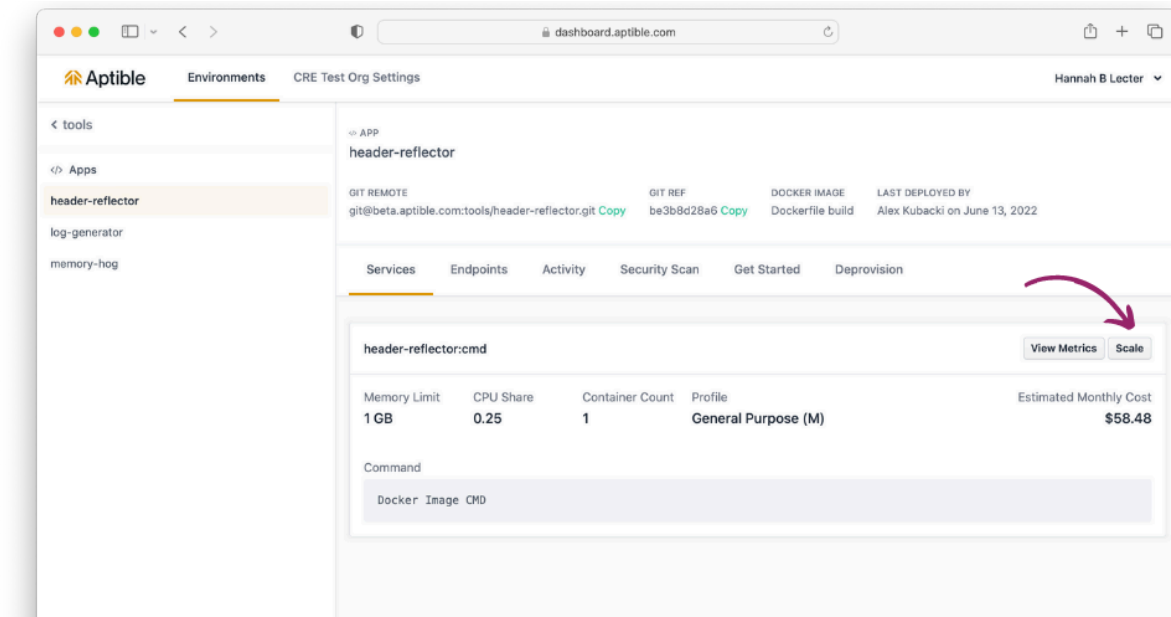 dashboard.aptible.com
Aptible Environments CRE Test Org Settings Hannah B Lecter
< tools
</> Apps
header-reflector
log-generator
memory-hog
</> APP
header-reflector
GIT REMOTE GIT REF DOCKER IMAGE LAST DEPLOYED BY
git@beta.aptible.com:tools/header-reflector.git Copy be3b8d28a6 Copy Dockerfile build Alex Kubacki on June 13, 2022
Services Endpoints Activity Security Scan Get Started Deprovision
header-reflector:cmd View Metrics Scale
Memory Limit CPU Share Container Count Profile Estimated Monthly Cost
1 GB 0.25 1 General Purpose (M) $58.48
Command
Docker Image CMD